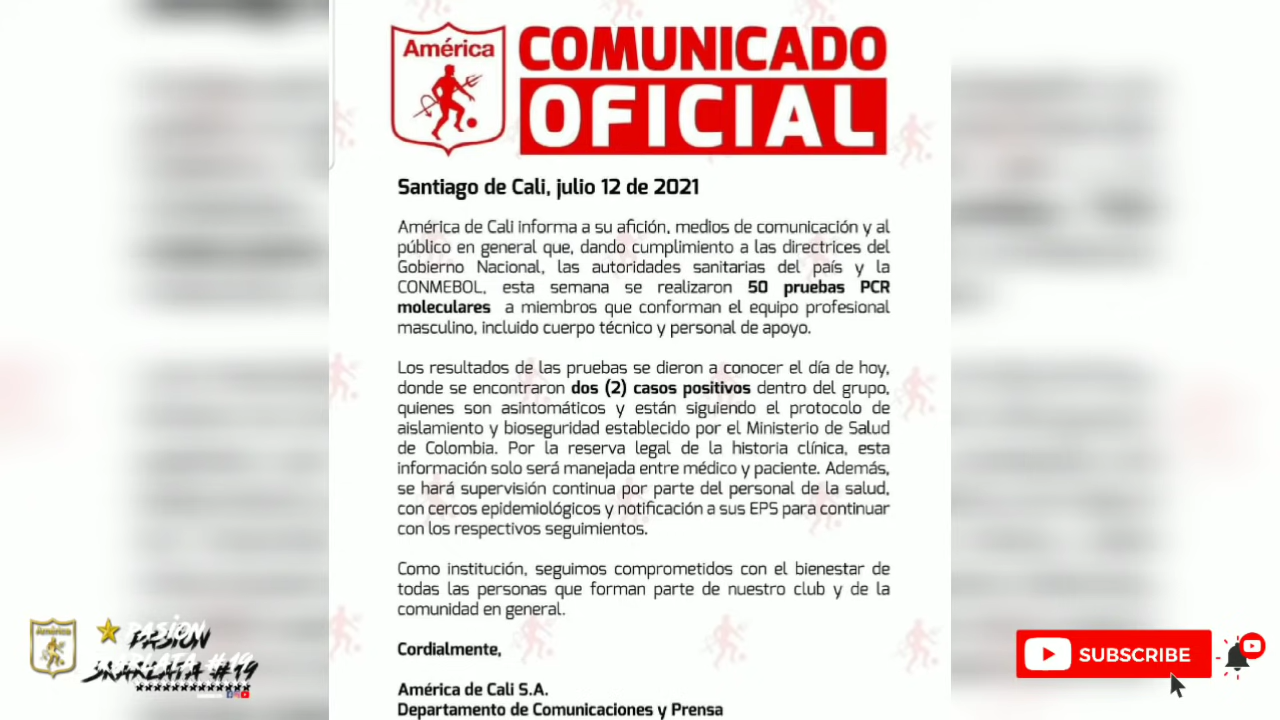 América
COMUNICADO
OFICIAL
Santiago de Cali, julio 12 de 2021
América de Cali informa a su afición, medios de comunicación y al
público en general que, dando cumplimiento a las directrices del
Gobierno Nacional, las autoridades sanitarias del país y la
CONMEBOL, esta semana se realizaron 50 pruebas PCR
moleculares a miembros que conforman el equipo profesional
masculino, incluido cuerpo técnico y personal de apoyo.
Los resultados de las pruebas se dieron a conocer el día de hoy,
donde se encontraron dos (2) casos positivos dentro del grupo,
quienes son asintomáticos y están siguiendo el protocolo de
aislamiento y bioseguridad establecido por el Ministerio de Salud
de Colombia. Por la reserva legal de la historia clínica, esta
información solo será manejada entre médico y paciente. Además,
se hará supervisión continua por parte del personal de la salud,
con cercos epidemiológicos y notificación a sus EPS para continuar
con los respectivos seguimientos.
Como institución, seguimos comprometidos con el bienestar de
todas las personas que forman parte de nuestro club y de la
comunidad en general.
Cordialmente,
América de Cali S.A.
Departamento de Comunicaciones y Prensa
América
PASION
SKARLATA #19
SUBSCRIBE